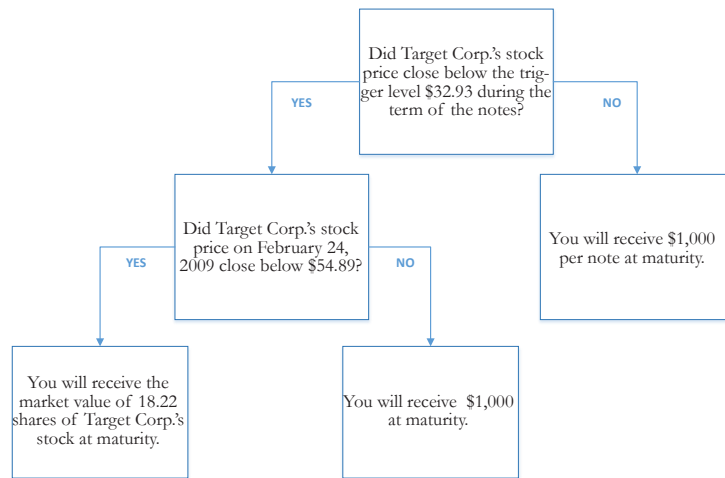 Did Target Corp.'s stock
price close below the trig-
ger level $32.93 during the
term of the notes?
YES
NO
Did Target Corp.'s stock
price on February 24,
2009 close below $54.89?
You will receive $1,000
per note at maturity.
YES
NO
You will receive the
market value of 18.22
shares of Target Corp.'s
stock at maturity.
You will receive $1,000
at maturity.